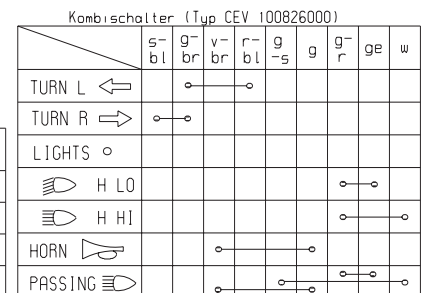 Kombischalter (Typ CEV 100826000)
s-bl g-br v-br r-bl g-s g g-r ge w
TURN L
TURN R
LIGHTS
H LO
H HI
HORN
PASSING